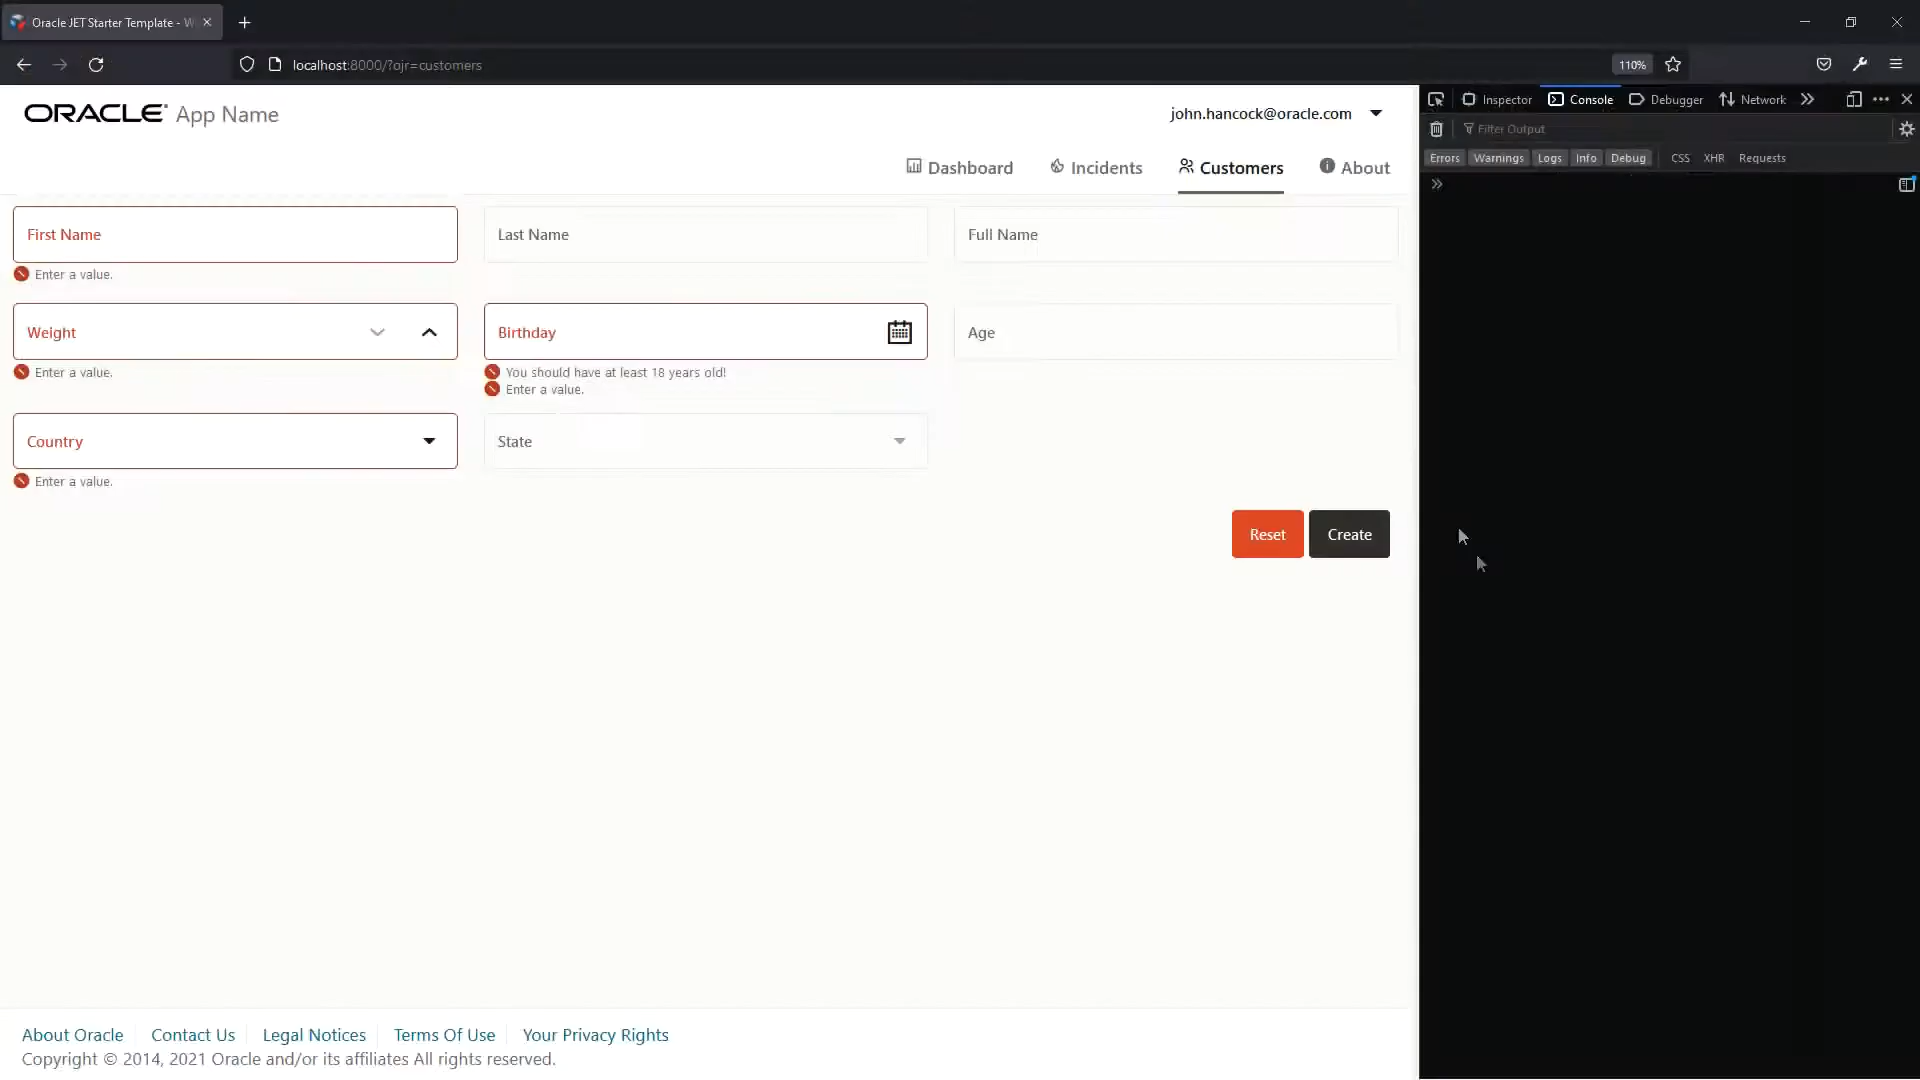 Oracle JET Starter Template - W
localhost:8000/?ojr=customers
110%
ORACLE App Name
john.hancock@oracle.com
Dashboard
Incidents
Customers
About
First Name
Enter a value.
Last Name
Full Name
Weight
Enter a value.
Birthday
You should have at least 18 years old!
Enter a value.
Age
Country
Enter a value.
State
Reset
Create
About Oracle
Contact Us
Legal Notices
Terms Of Use
Your Privacy Rights
Copyright © 2014, 2021 Oracle and/or its affiliates All rights reserved.
Inspector
Console
Debugger
Network
Filter Output
Errors
Warnings
Logs
Info
Debug
CSS
XHR
Requests